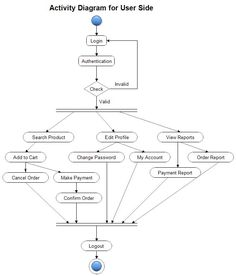 Activity Diagram for User Side
Login
Authentication
Invalid
Check
Valid
Search Product
Edit Profile
View Reports
Add to Cart
Change Password
My Account
Order Report
Cancel Order
Make Payment
Payment Report
Confirm Order
Logout